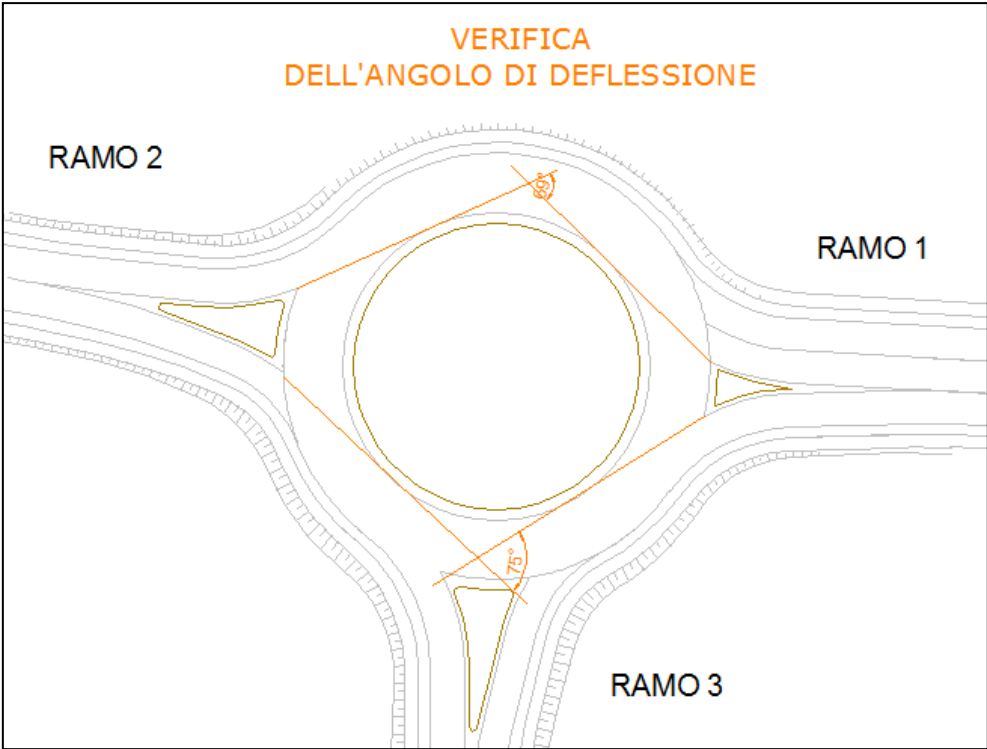 VERIFICA
DELL'ANGOLO DI DEFLESSIONE
RAMO 2
69°
RAMO 1
75°
RAMO 3